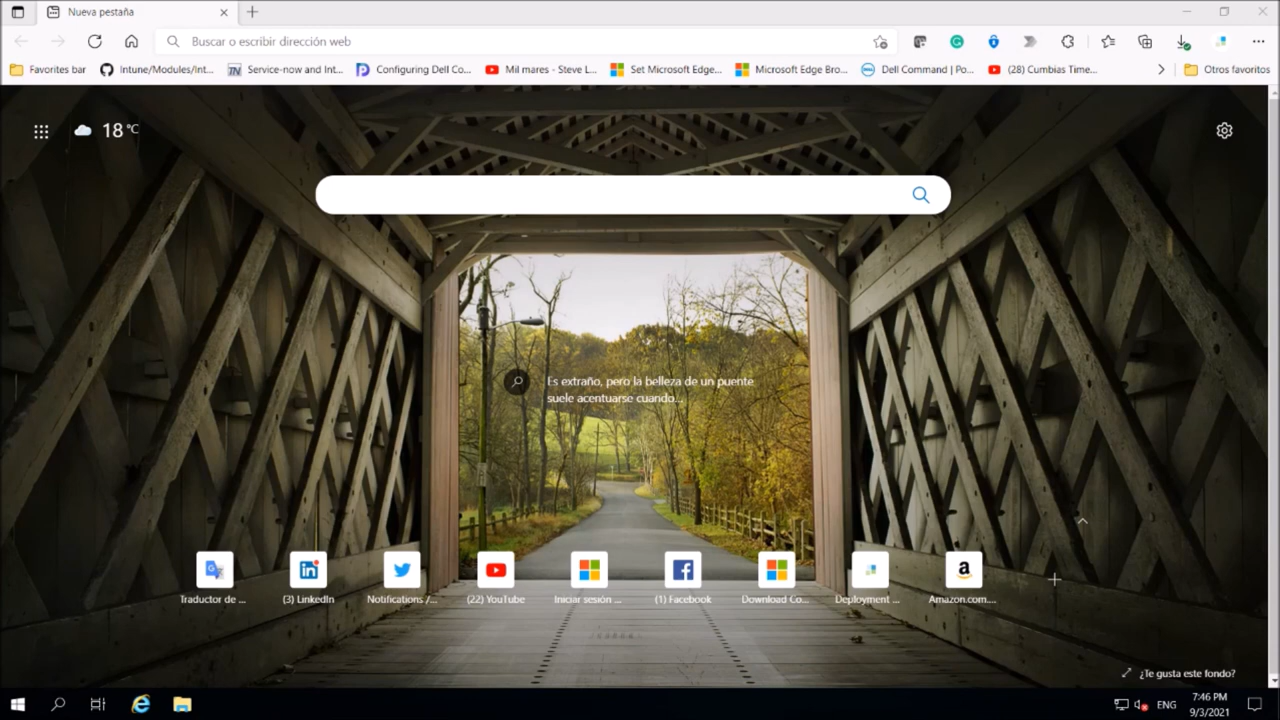 Nueva pestaña
Buscar o escribir dirección web
Favorites bar
Intune/Modules/Int...
Service-now and Int...
Configuring Dell Co...
Mil mares - Steve L...
Set Microsoft Edge...
Microsoft Edge Bro...
Dell Command | Po...
(28) Cumbias Time...
Otros favoritos
18 °C
Es extraño, pero la belleza de un puente
suele acentuarse cuando...
Traductor de ...
(3) LinkedIn
Notifications /...
(22) YouTube
Iniciar sesión ...
(1) Facebook
Download Co...
Deployment ...
Amazon.com....
¿Te gusta este fondo?
ENG
7:46 PM
9/3/2021